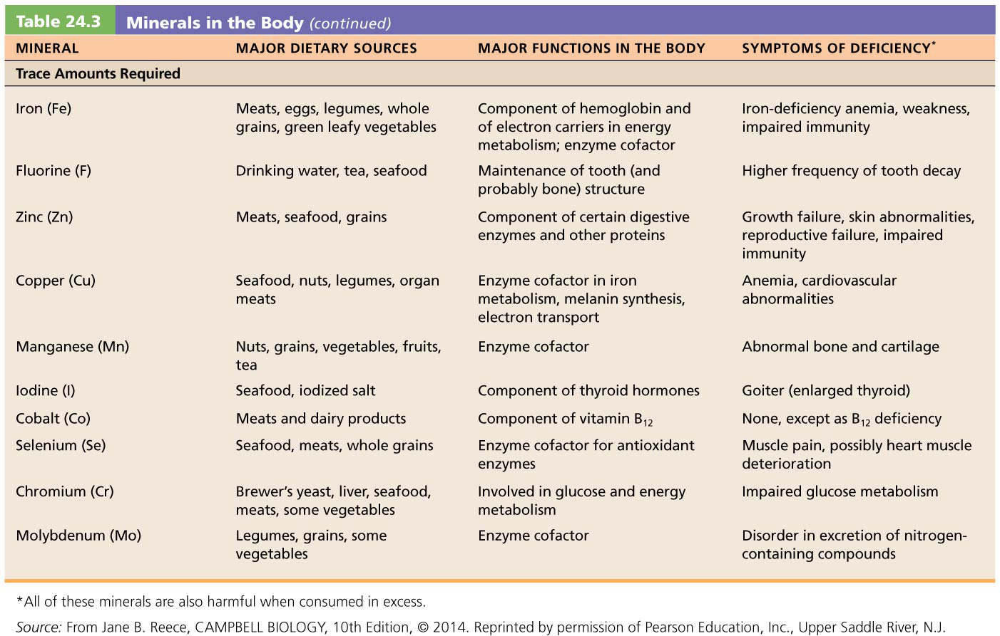 Table 24.3 Minerals in the Body (continued)
MINERAL MAJOR DIETARY SOURCES MAJOR FUNCTIONS IN THE BODY SYMPTOMS OF DEFICIENCY*
Trace Amounts Required
Iron (Fe) Meats, eggs, legumes, whole Component of hemoglobin and Iron-deficiency anemia, weakness,
grains, green leafy vegetables of electron carriers in energy impaired immunity
metabolism; enzyme cofactor
Fluorine (F) Drinking water, tea, seafood Maintenance of tooth (and Higher frequency of tooth decay
probably bone) structure
Zinc (Zn) Meats, seafood, grains Component of certain digestive Growth failure, skin abnormalities,
enzymes and other proteins reproductive failure, impaired
immunity
Copper (Cu) Seafood, nuts, legumes, organ Enzyme cofactor in iron Anemia, cardiovascular
meats metabolism, melanin synthesis, abnormalities
electron transport
Manganese (Mn) Nuts, grains, vegetables, fruits, Enzyme cofactor Abnormal bone and cartilage
tea
Iodine (I) Seafood, iodized salt Component of thyroid hormones Goiter (enlarged thyroid)
Cobalt (Co) Meats and dairy products Component of vitamin B₁₂ None, except as B₁₂ deficiency
Selenium (Se) Seafood, meats, whole grains Enzyme cofactor for antioxidant Muscle pain, possibly heart muscle
enzymes deterioration
Chromium (Cr) Brewer’s yeast, liver, seafood, Involved in glucose and energy Impaired glucose metabolism
meats, some vegetables metabolism
Molybdenum (Mo) Legumes, grains, some Enzyme cofactor Disorder in excretion of nitrogen-
vegetables containing compounds
*All of these minerals are also harmful when consumed in excess.
Source: From Jane B. Reece, CAMPBELL BIOLOGY, 10th Edition, © 2014. Reprinted by permission of Pearson Education, Inc., Upper Saddle River, N.J.